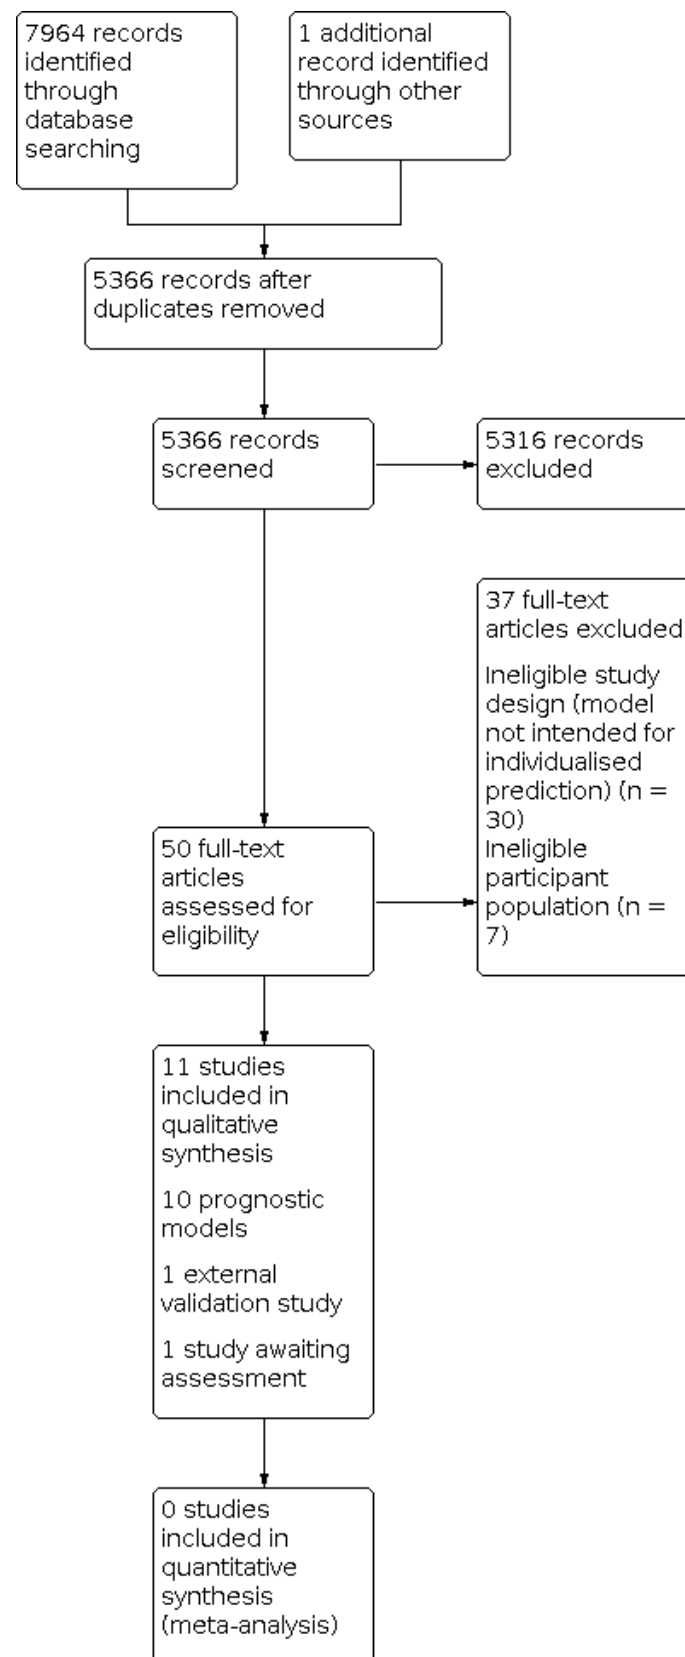 7964 records
identified
through
database
searching
1 additional
record identified
through other
sources
5366 records after
duplicates removed
5366 records
screened
5316 records
excluded
37 full-text
articles excluded
Ineligible study
design (model
not intended for
individualised
prediction) (n =
30)
Ineligible
participant
population (n =
7)
50 full-text
articles
assessed for
eligibility
11 studies
included in
qualitative
synthesis
10 prognostic
models
1 external
validation study
1 study awaiting
assessment
0 studies
included in
quantitative
synthesis
(meta-analysis)